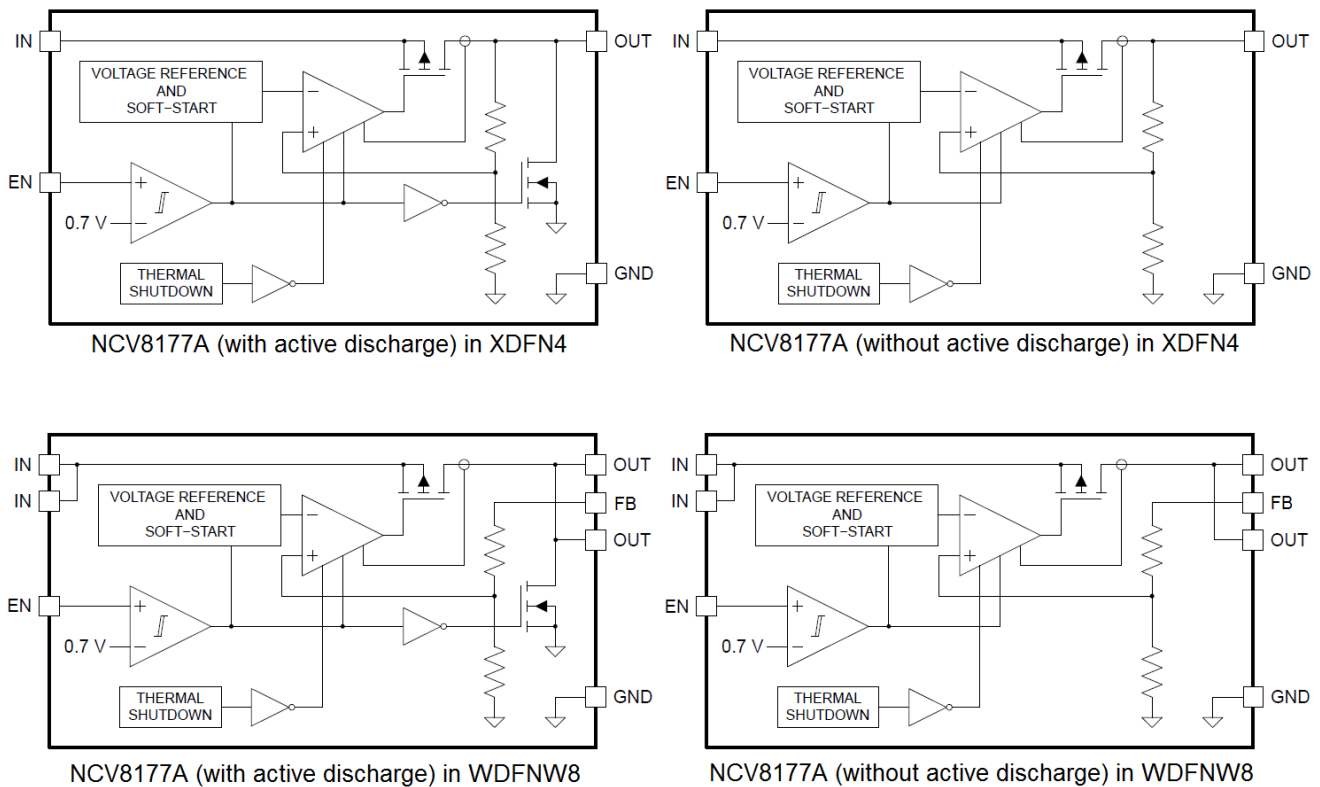 IN
OUT
VOLTAGE REFERENCE
AND
SOFT−START
−
+
EN
+
0.7 V
−
THERMAL
SHUTDOWN
GND
NCV8177A (with active discharge) in XDFN4
IN
OUT
VOLTAGE REFERENCE
AND
SOFT−START
−
+
EN
+
0.7 V
−
THERMAL
SHUTDOWN
GND
NCV8177A (without active discharge) in XDFN4
IN
OUT
IN
FB
VOLTAGE REFERENCE
AND
SOFT−START
−
+
OUT
EN
+
0.7 V
−
THERMAL
SHUTDOWN
GND
NCV8177A (with active discharge) in WDFNW8
IN
OUT
IN
FB
VOLTAGE REFERENCE
AND
SOFT−START
−
+
OUT
EN
+
0.7 V
−
THERMAL
SHUTDOWN
GND
NCV8177A (without active discharge) in WDFNW8